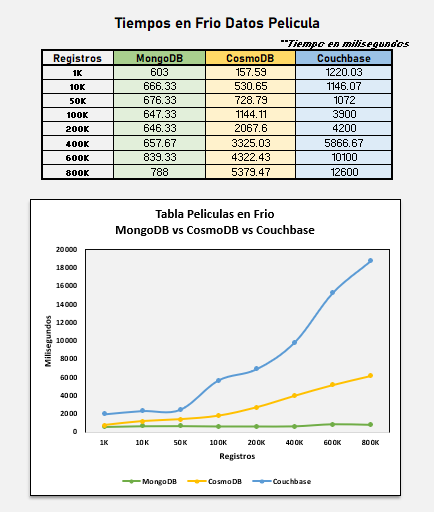 Tiempos en Frio Datos Pelicula
**Tiempo en milisegundos
Registros MongoDB CosmoDB Couchbase
1K 603 157.59 1220.03
10K 666.33 530.65 1146.07
50K 676.33 728.79 1072
100K 647.33 1144.11 3900
200K 646.33 2067.6 4200
400K 657.67 3325.03 5866.67
600K 839.33 4322.43 10100
800K 788 5379.47 12600
Tabla Peliculas en Frio
MongoDB vs CosmoDB vs Couchbase
20000
18000
16000
14000
12000
10000
8000
6000
4000
2000
0
Milisegundos
1K 10K 50K 100K 200K 400K 600K 800K
Registros
MongoDB CosmoDB Couchbase